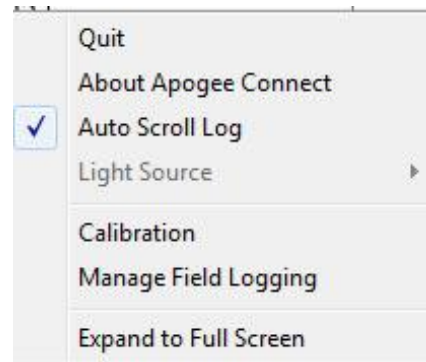 Quit
About Apogee Connect
Auto Scroll Log
Light Source
Calibration
Manage Field Logging
Expand to Full Screen